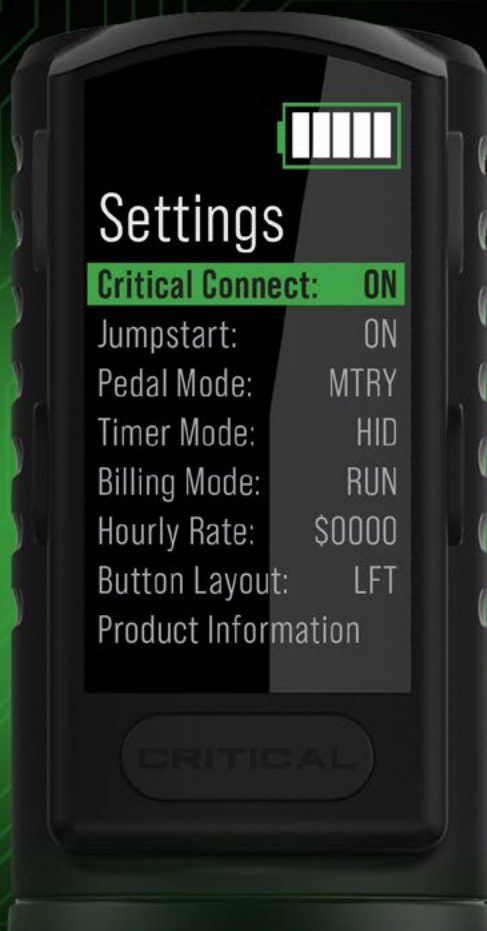 Settings
Critical Connect: ON
Jumpstart: ON
Pedal Mode: MTRY
Timer Mode: HID
Billing Mode: RUN
Hourly Rate: $0000
Button Layout: LFT
Product Information
CRITICAL